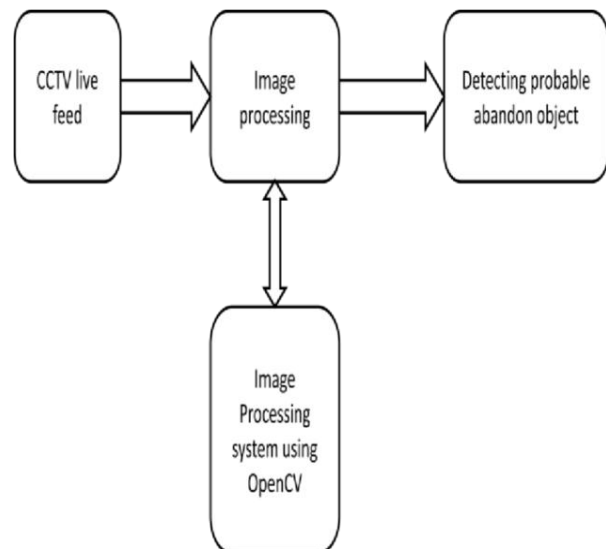 CCTV live
feed
Image
processing
Detecting probable
abandon object
Image
Processing
system using
OpenCV